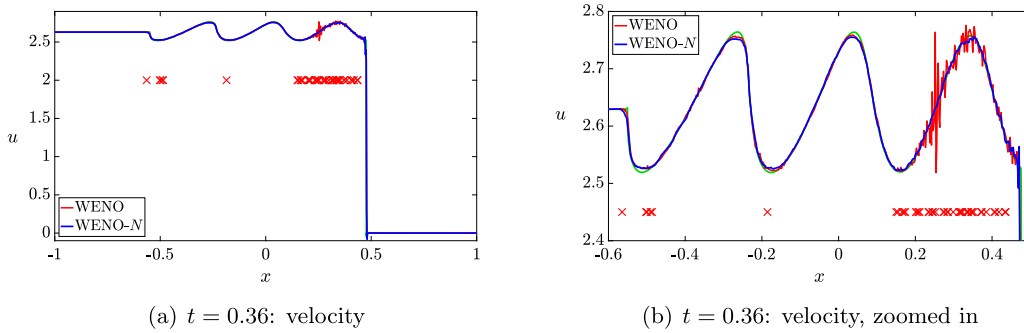 2.5
2
1.5
1
0.5
0
u
WENO
WENO-N
-1
-0.5
0
0.5
1
x
(a) t = 0.36: velocity
2.8
2.7
2.6
2.5
2.4
u
WENO
WENO-N
-0.6
-0.4
-0.2
0
0.2
0.4
x
(b) t = 0.36: velocity, zoomed in